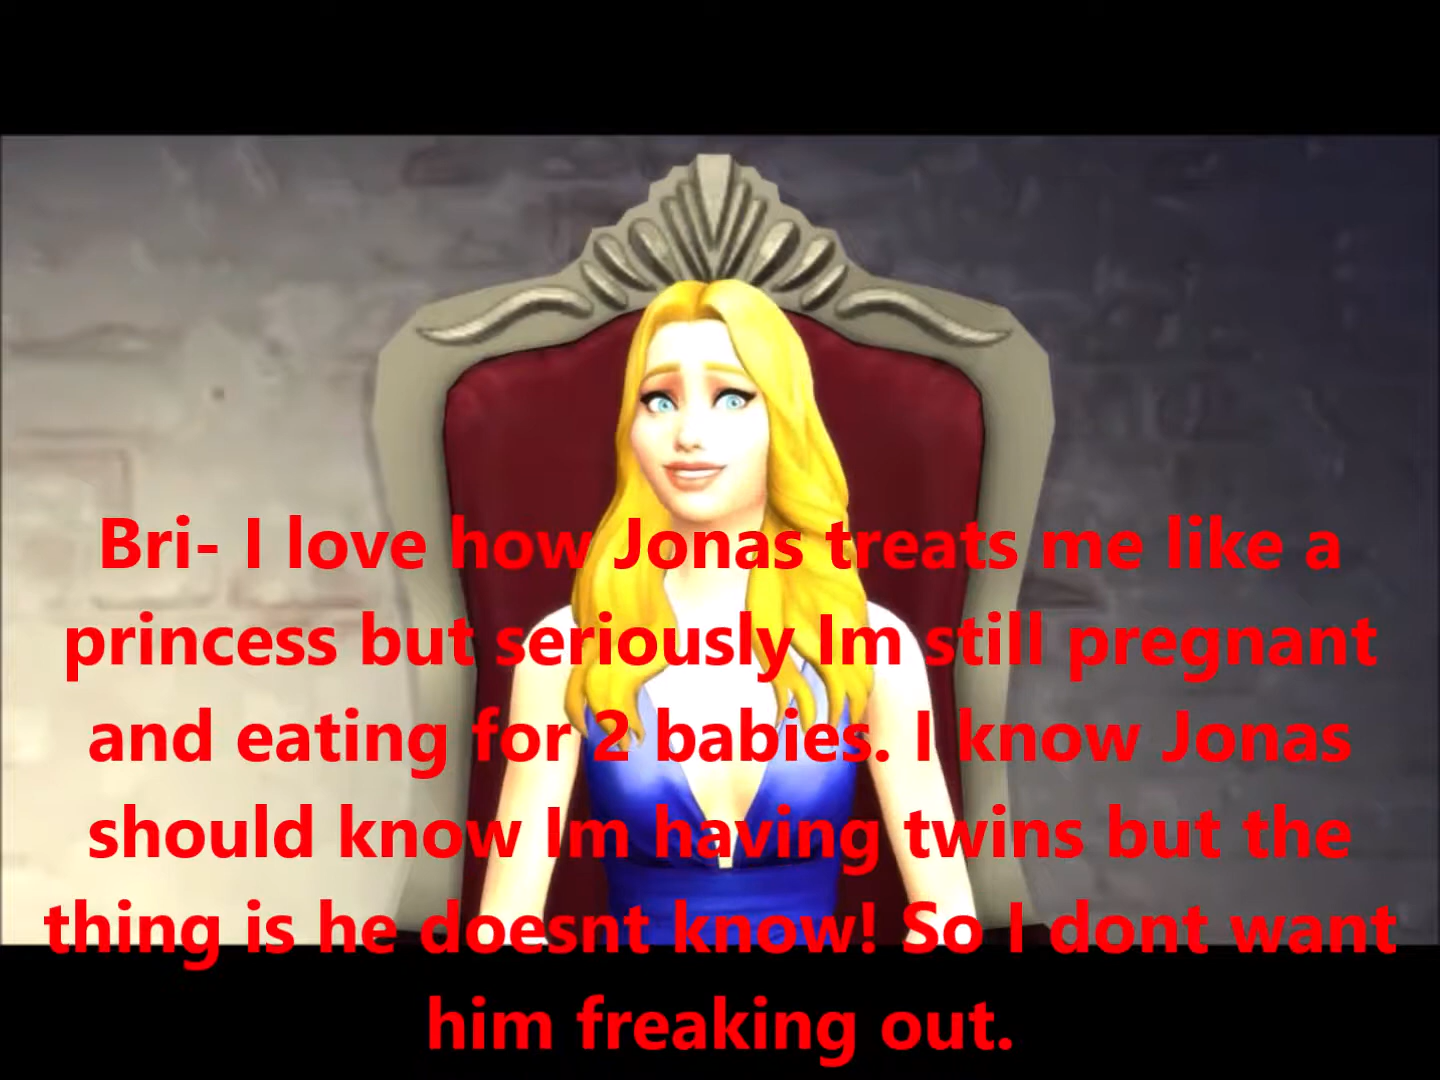 Bri- I love how Jonas treats me like a
princess but seriously Im still pregnant
and eating for 2 babies. I know Jonas
should know Im having twins but the
thing is he doesnt know! So I dont want
him freaking out.